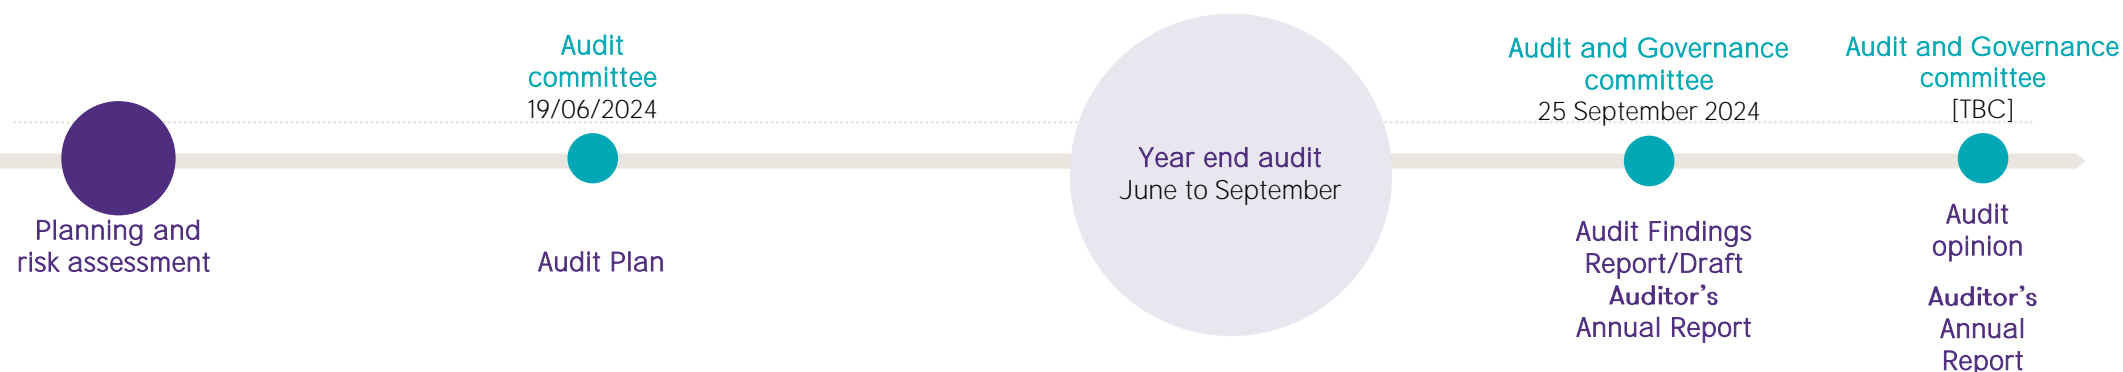 Planning and
risk assessment
Audit
committee
19/06/2024
Audit Plan
Year end audit
June to September
Audit and Governance
committee
25 September 2024
Audit Findings
Report/Draft
Auditor's
Annual Report
Audit and Governance
committee
[TBC]
Audit
opinion
Auditor's
Annual
Report